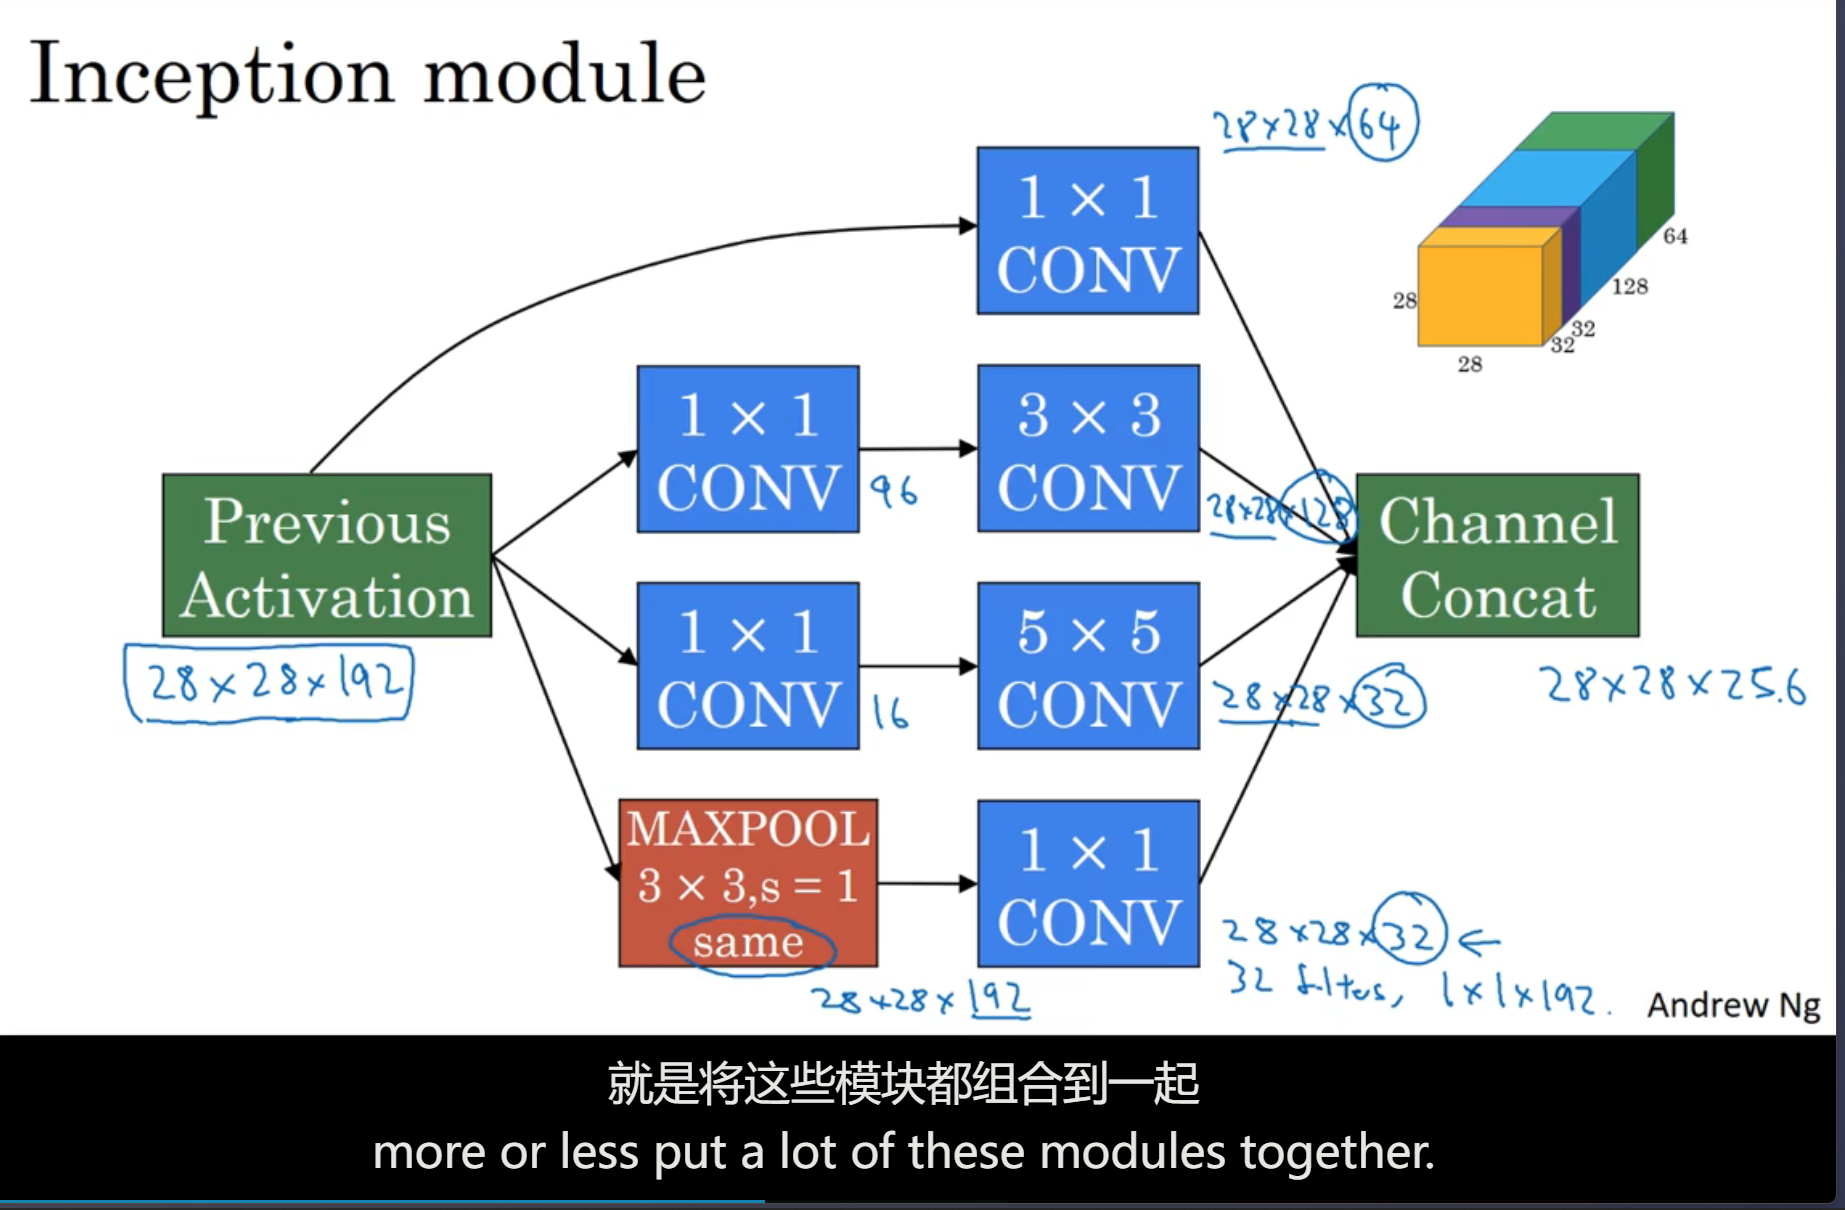 Inception module
28×28×64
1 × 1
CONV
64
128
32
32
28
28
1 × 1
CONV
96
3 × 3
CONV
28×28×128
Previous
Activation
28×28×192
Channel
Concat
28×28×256
1 × 1
CONV
16
5 × 5
CONV
28×28×32
MAXPOOL
3 × 3,s = 1
same
28×28×192
1 × 1
CONV
28×28×32 ←
32 filters, 1×1×192.
Andrew Ng
就是将这些模块都组合到一起
more or less put a lot of these modules together.